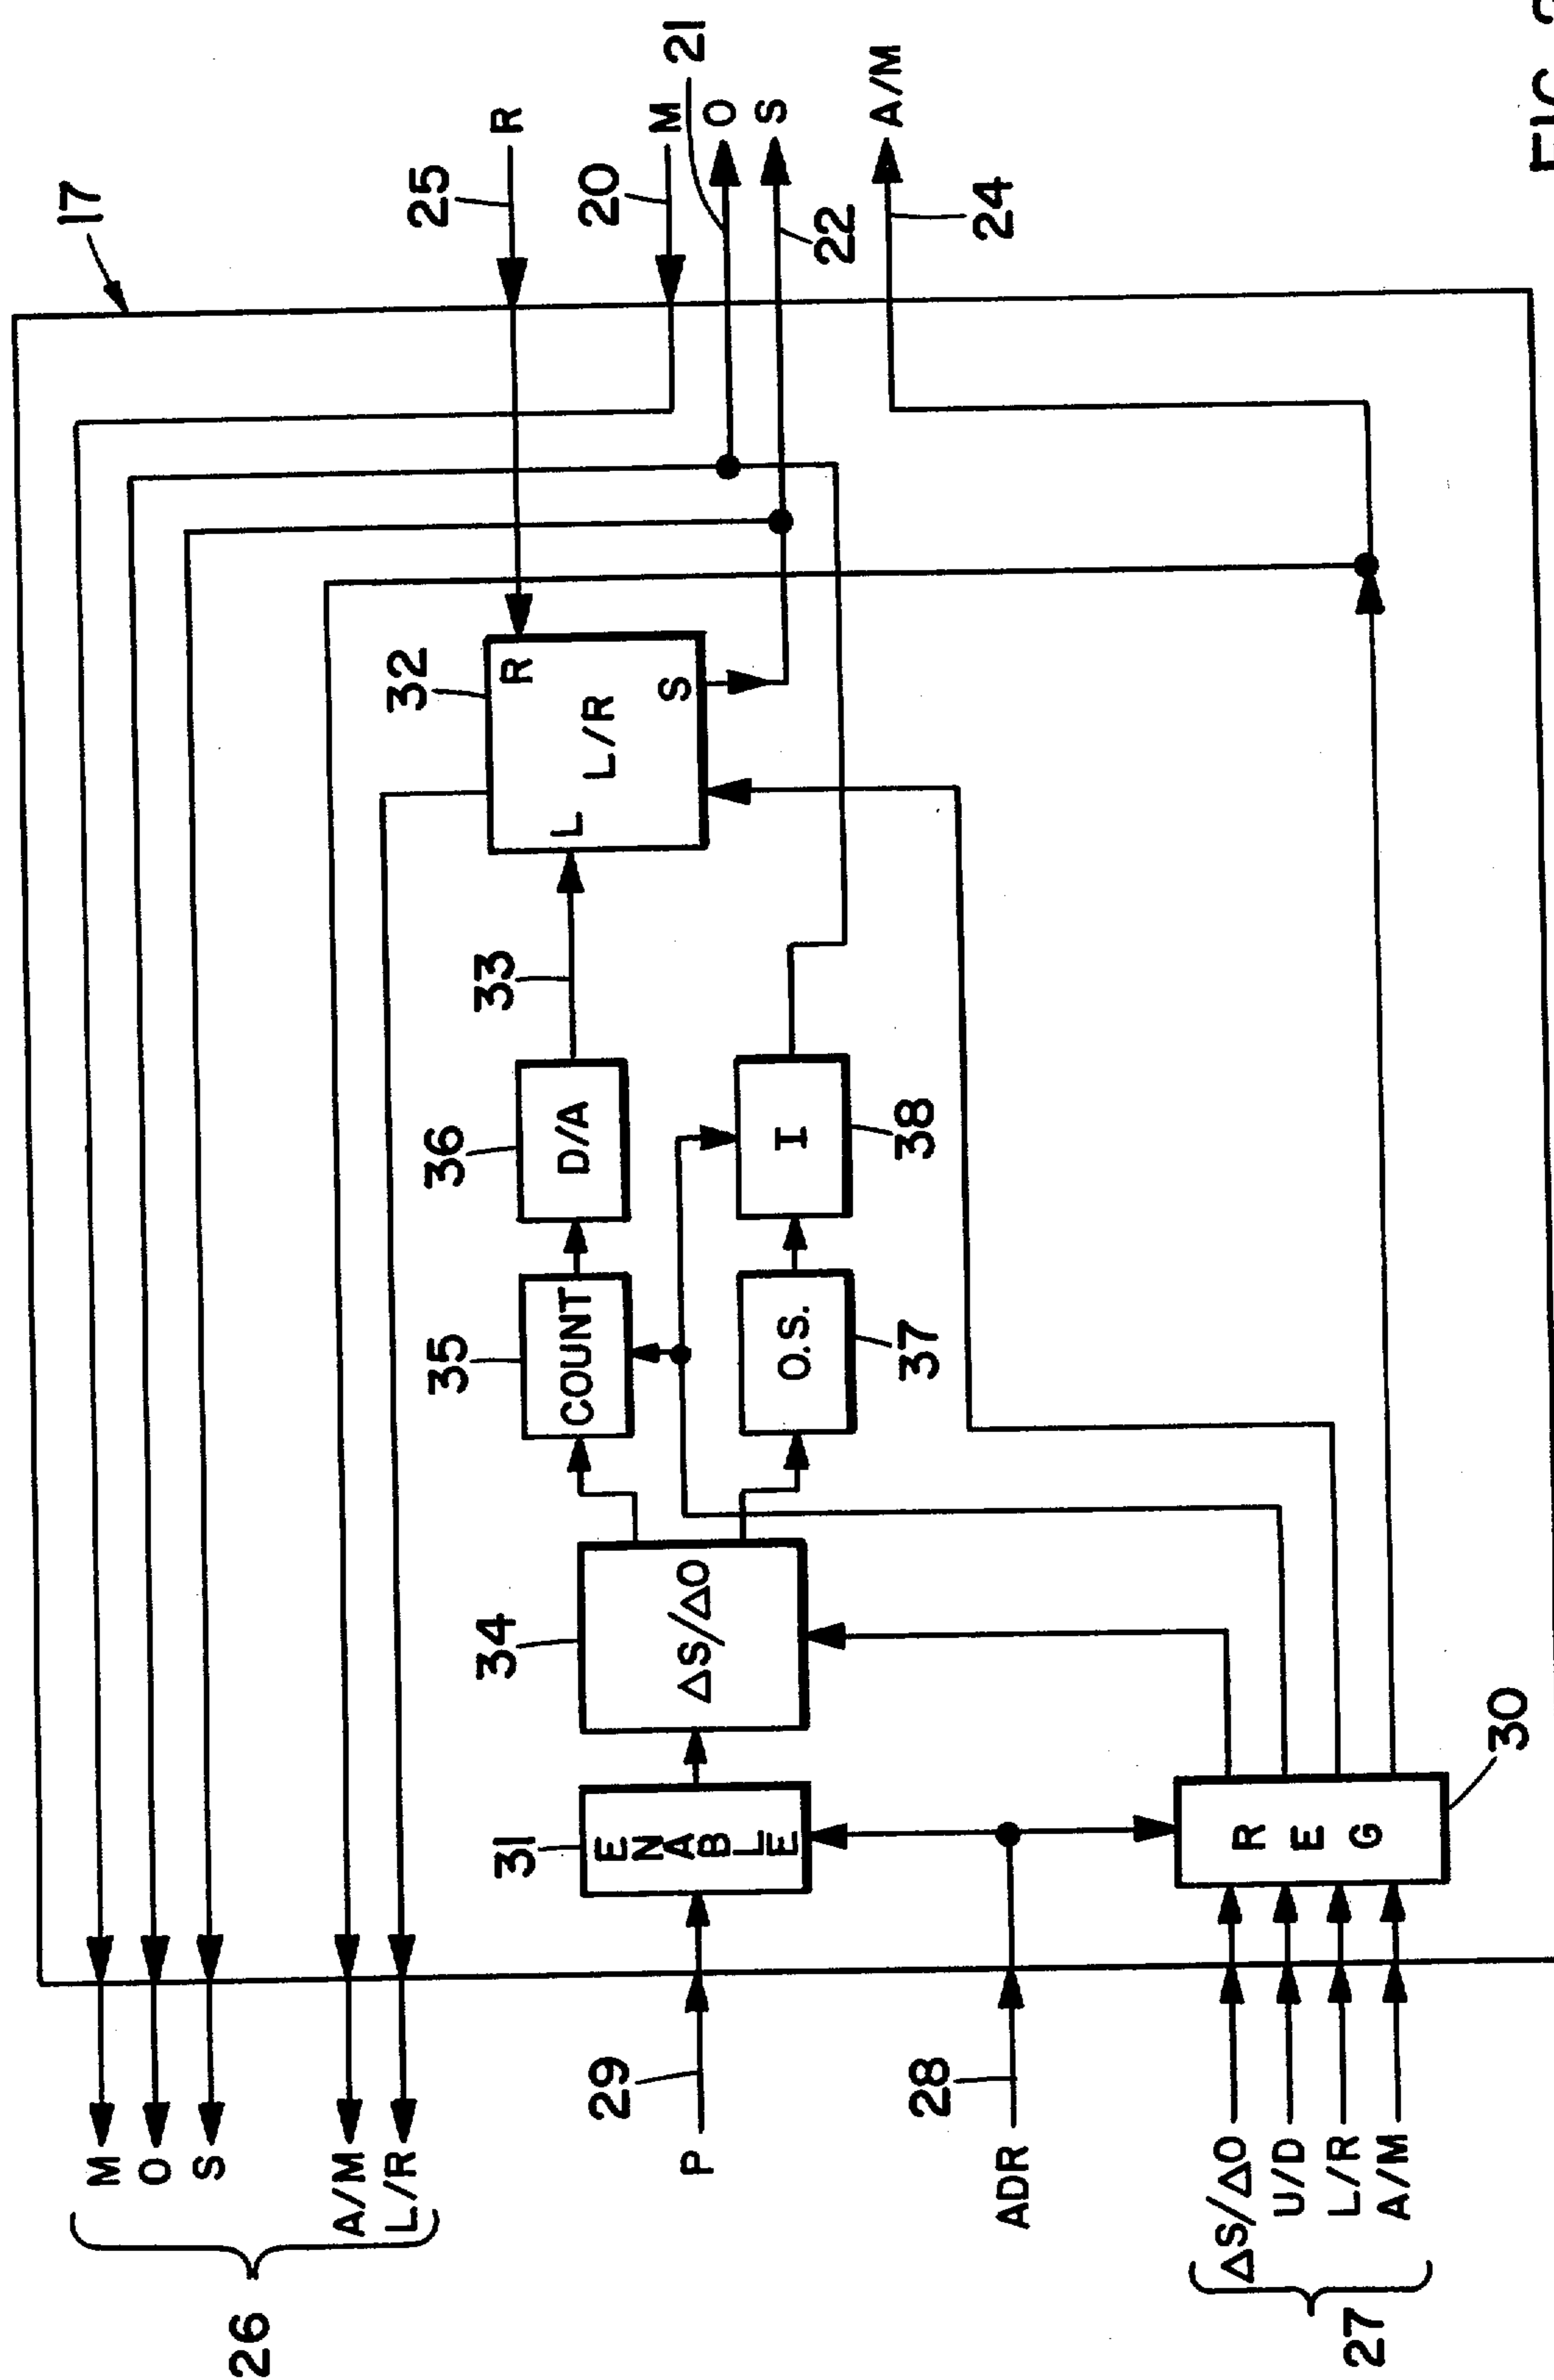 17
M
O
S
A/M
L/R
26
25
R
20
M
21
O
S
22
A/M
24
32
R
L/R
L
S
33
36
D/A
35
COUNT
I
38
O.S.
37
34
ΔS/ΔO
31
ENABLE
29
P
28
ADR
ΔS/ΔO
U/D
L/R
A/M
27
REG
30
FIG